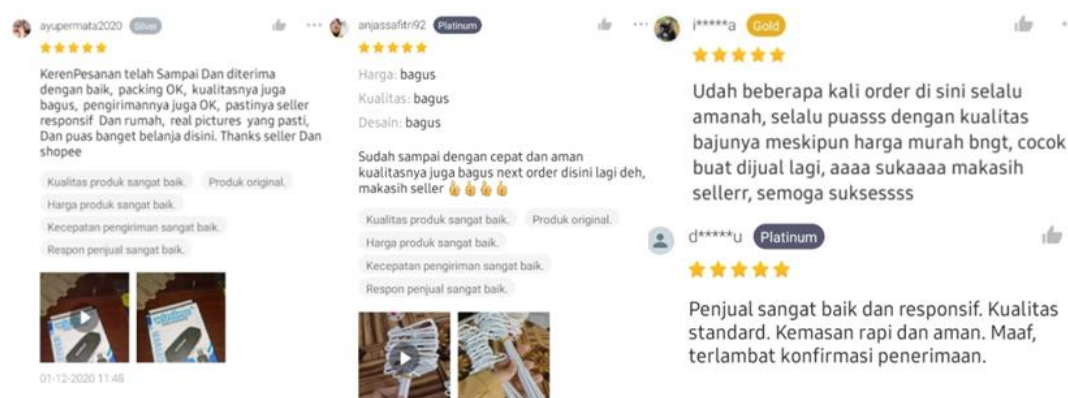 ayupermata2020 Silver
KerenPesanan telah Sampai Dan diterima
dengan baik, packing OK, kualitasnya juga
bagus, pengirimannya juga OK, pastinya seller
responsif Dan rumah, real pictures yang pasti,
Dan puas banget belanja disini. Thanks seller Dan
shopee
Kualitas produk sangat baik. Produk original.
Harga produk sangat baik.
Kecepatan pengiriman sangat baik.
Respon penjual sangat baik.
01-12-2020 11:48
anjassafitri92 Platinum
Harga: bagus
Kualitas: bagus
Desain: bagus
Sudah sampai dengan cepat dan aman
kualitasnya juga bagus next order disini lagi deh,
makasih seller 👍👍👍👍
Kualitas produk sangat baik. Produk original.
Harga produk sangat baik.
Kecepatan pengiriman sangat baik.
Respon penjual sangat baik.
i*****a Gold
Udah beberapa kali order di sini selalu
amanah, selalu puasss dengan kualitas
bajunya meskipun harga murah bngt, cocok
buat dijual lagi, aaaa sukaaaa makasih
sellerr, semoga suksessss
d*****u Platinum
Penjual sangat baik dan responsif. Kualitas
standard. Kemasan rapi dan aman. Maaf,
terlambat konfirmasi penerimaan.